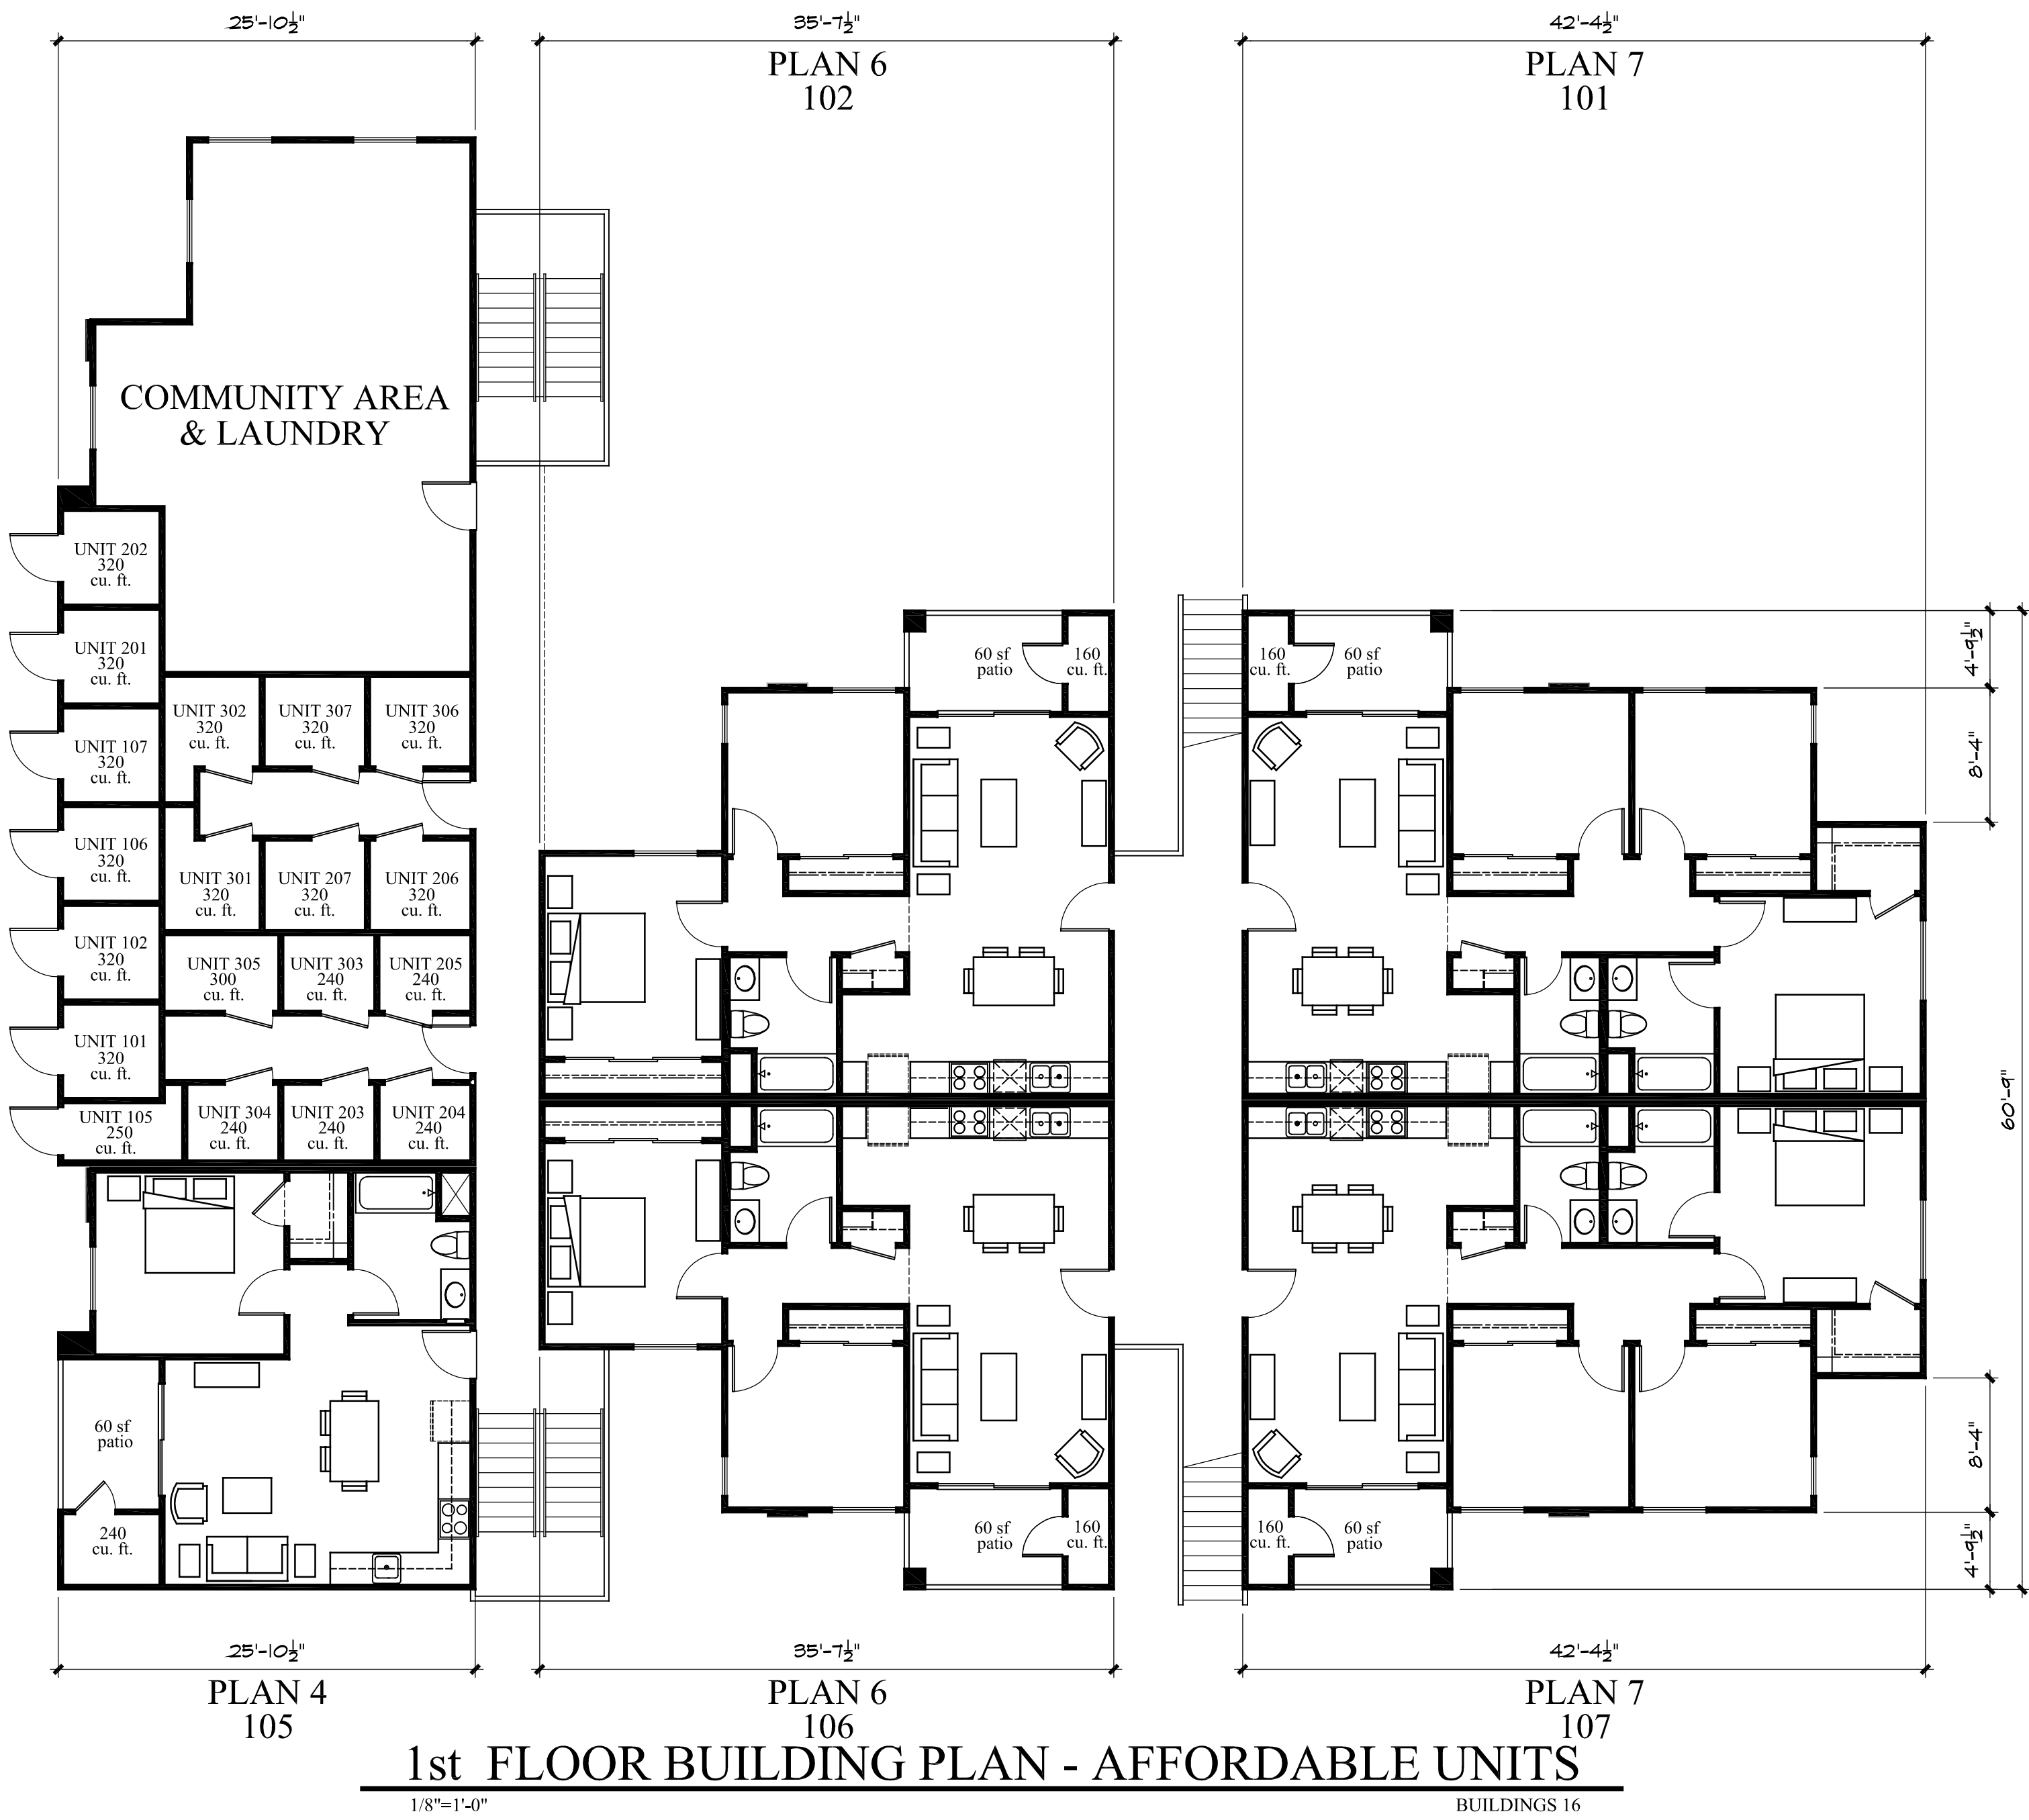 25'-10½"
35'-7½"
42'-4½"
PLAN 6
102
PLAN 7
101
COMMUNITY AREA
& LAUNDRY
UNIT 202
320
cu. ft.
UNIT 201
320
cu. ft.
UNIT 107
320
cu. ft.
UNIT 106
320
cu. ft.
UNIT 102
320
cu. ft.
UNIT 101
320
cu. ft.
UNIT 105
250
cu. ft.
UNIT 302
320
cu. ft.
UNIT 307
320
cu. ft.
UNIT 306
320
cu. ft.
UNIT 301
320
cu. ft.
UNIT 207
320
cu. ft.
UNIT 206
320
cu. ft.
UNIT 305
300
cu. ft.
UNIT 303
240
cu. ft.
UNIT 205
240
cu. ft.
UNIT 304
240
cu. ft.
UNIT 203
240
cu. ft.
UNIT 204
240
cu. ft.
60 sf
patio
240
cu. ft.
60 sf
patio
160
cu. ft.
160
cu. ft.
60 sf
patio
60 sf
patio
160
cu. ft.
160
cu. ft.
60 sf
patio
4'-9½"
8'-4"
60'-9"
8'-4"
4'-9½"
25'-10½"
35'-7½"
42'-4½"
PLAN 4
105
PLAN 6
106
PLAN 7
107
1st FLOOR BUILDING PLAN - AFFORDABLE UNITS
1/8"=1'-0"
BUILDINGS 16